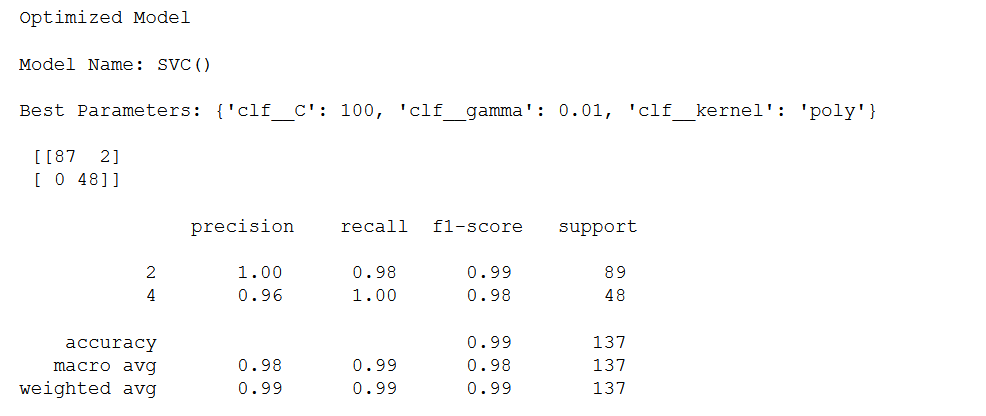 Optimized Model
Model Name: SVC()
Best Parameters: {'clf__C': 100, 'clf__gamma': 0.01, 'clf__kernel': 'poly'}
[[87  2]
[ 0 48]]
precision recall f1-score support
2 1.00 0.98 0.99 89
4 0.96 1.00 0.98 48
accuracy 0.99 137
macro avg 0.98 0.99 0.98 137
weighted avg 0.99 0.99 0.99 137